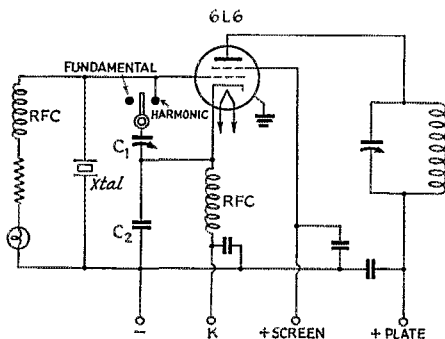 6L6
FUNDAMENTAL
HARMONIC
RFC
C1
Xtal
RFC
C2
–
K
+SCREEN
+PLATE